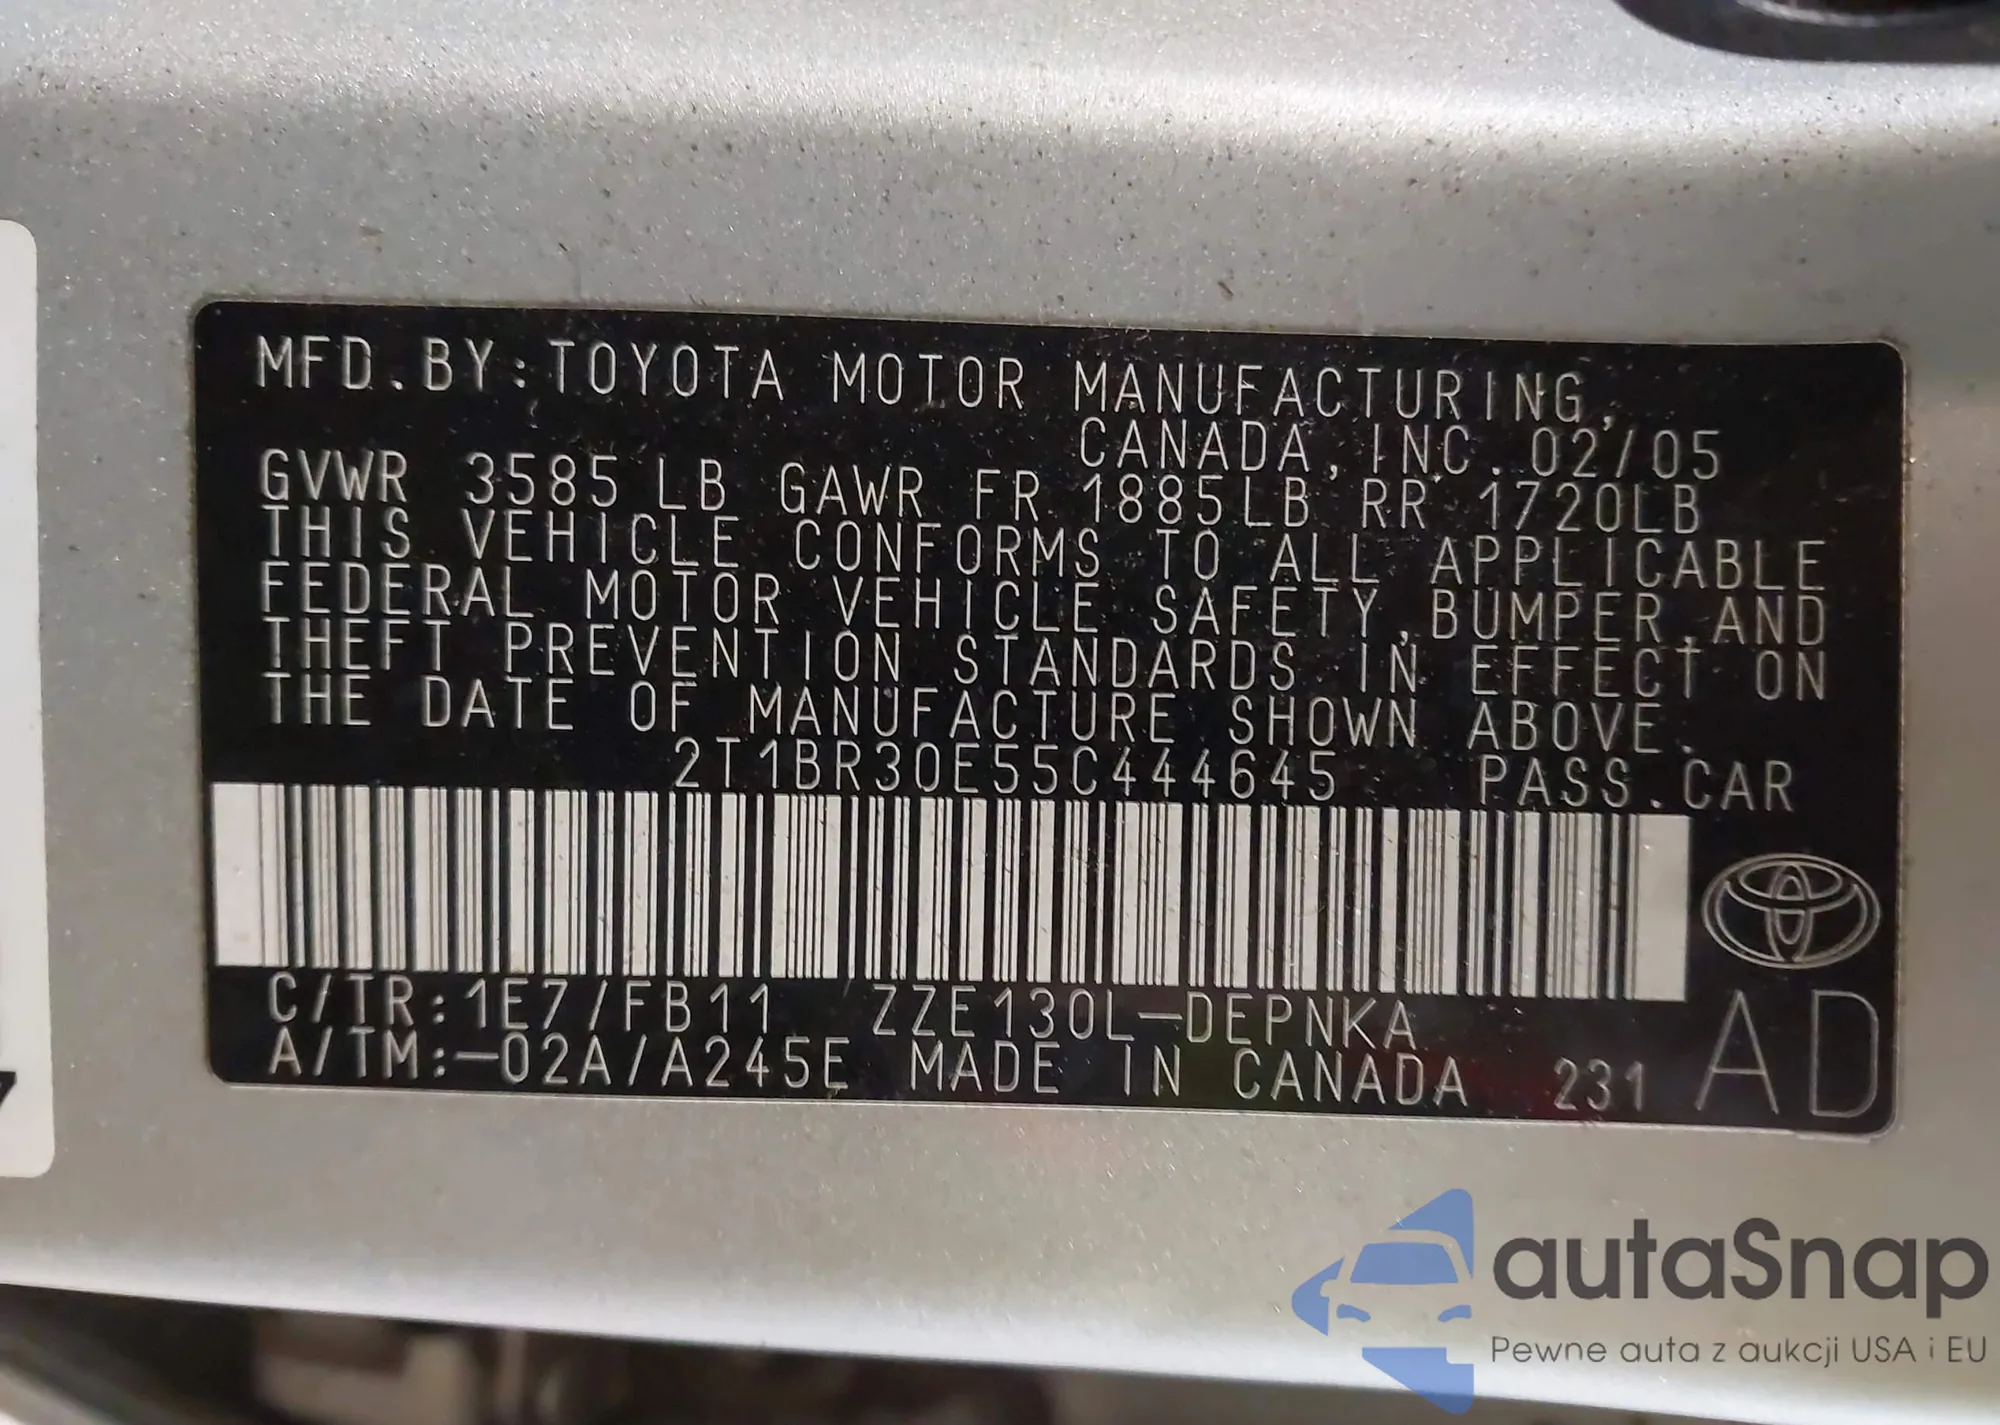 MFD.BY:TOYOTA MOTOR MANUFACTURING,
CANADA,INC.02/05
GVWR 3585LB GAWR FR 1885LB RR 1720LB
THIS VEHICLE CONFORMS TO ALL APPLICABLE
FEDERAL MOTOR VEHICLE SAFETY,BUMPER,AND
THEFT PREVENTION STANDARDS IN EFFECT ON
THE DATE OF MANUFACTURE SHOWN ABOVE.
2T1BR30E55C444645 PASS.CAR
C/TR:1E7/FB11 ZZE130L-DEPNKA
A/TM:-02A/A245E MADE IN CANADA 231
AD
autaSnap
Pewne auta z aukcji USA i EU